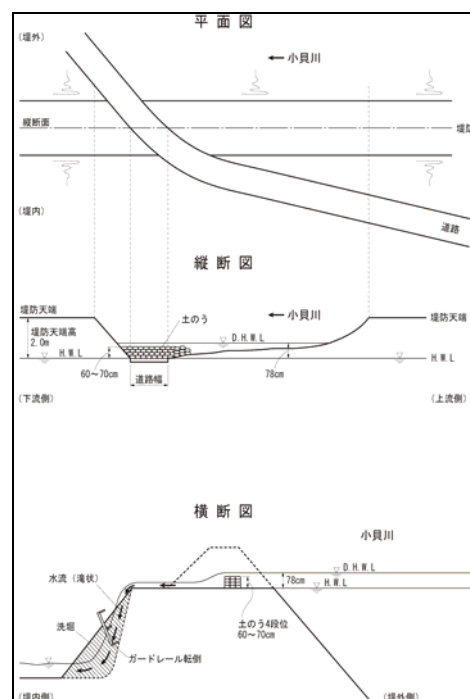 平面図
(堤外)
← 小貝川
縦断面
堤防
(堤内)
道路
縦断図
← 小貝川
堤防天端
土のう
堤防天端
堤防天端高
2.0m
D.H.W.L
H.W.L
H.W.L
60〜70cm
78cm
道路幅
(下流側)
(上流側)
横断図
小貝川
水流(滝状)
D.H.W.L
78cm
H.W.L
土のう4段位
60〜70cm
洗堀
ガードレール転倒
(堤内側)
(堤外側)